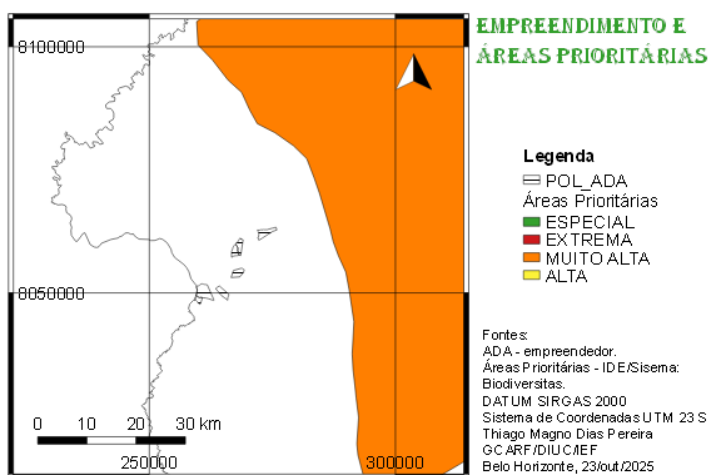 EMPREENDIMENTO E
ÁREAS PRIORITÁRIAS
8100000
8050000
0 10 20 30 km
250000
300000
Legenda
POL_ADA
Áreas Prioritárias
ESPECIAL
EXTREMA
MUITO ALTA
ALTA
Fontes:
ADA - empreendedor.
Áreas Prioritárias - IDE/Sisema:
Biodiversitas.
DATUM SIRGAS 2000
Sistema de Coordenadas UTM 23 S
Thiago Magno Dias Pereira
GCARF/DIUC/IEF
Belo Horizonte, 23/out/2025